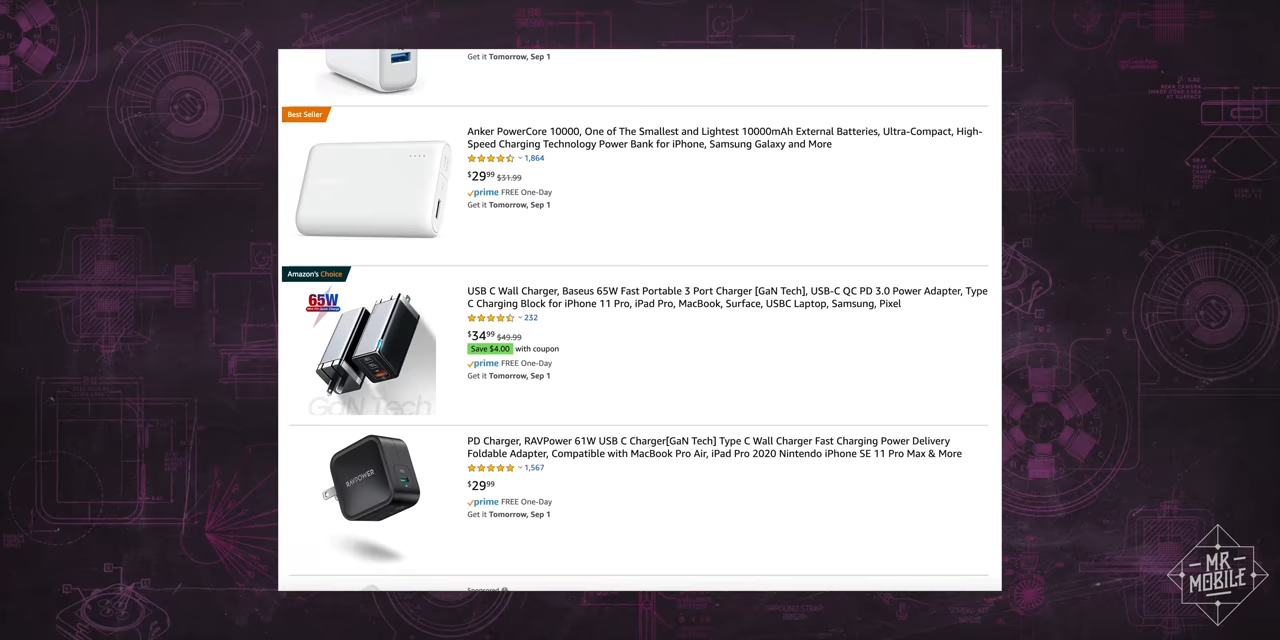 Get it Tomorrow, Sep 1
Best Seller
Anker PowerCore 10000, One of The Smallest and Lightest 10000mAh External Batteries, Ultra-Compact, High-
Speed Charging Technology Power Bank for iPhone, Samsung Galaxy and More
1,864
$29.99 $31.99
prime FREE One-Day
Get it Tomorrow, Sep 1
Amazon's Choice
65W
GaN Tech
USB C Wall Charger, Baseus 65W Fast Portable 3 Port Charger [GaN Tech], USB-C QC PD 3.0 Power Adapter, Type
C Charging Block for iPhone 11 Pro, iPad Pro, MacBook, Surface, USBC Laptop, Samsung, Pixel
232
$34.99 $49.99
Save $4.00 with coupon
prime FREE One-Day
Get it Tomorrow, Sep 1
RAVPOWER
PD Charger, RAVPower 61W USB C Charger[GaN Tech] Type C Wall Charger Fast Charging Power Delivery
Foldable Adapter, Compatible with MacBook Pro Air, iPad Pro 2020 Nintendo iPhone SE 11 Pro Max & More
1,567
$29.99
prime FREE One-Day
Get it Tomorrow, Sep 1
Sponsored
MR
MOBILE